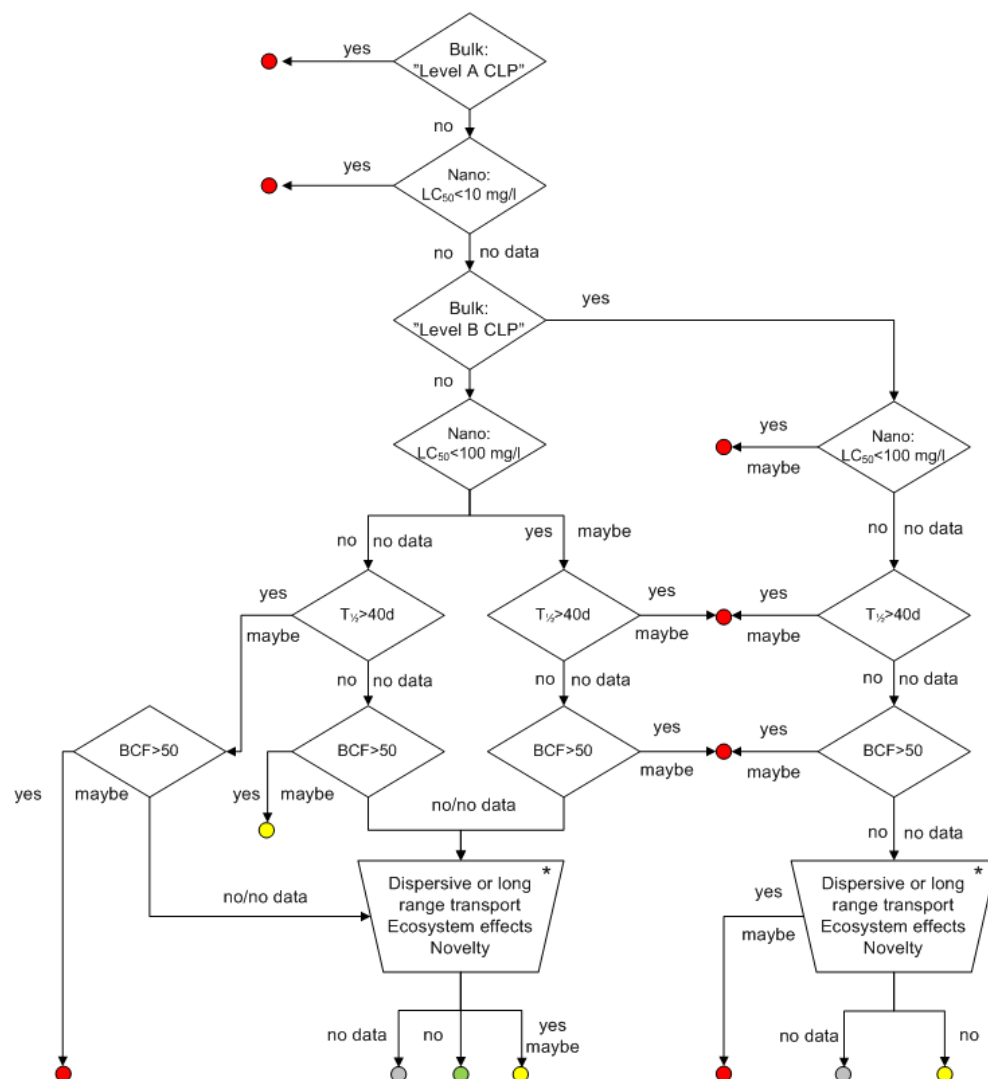 yes
Bulk:
"Level A CLP"
no
yes
Nano:
LC₅₀<10 mg/l
no
no data
Bulk:
"Level B CLP"
yes
no
Nano:
LC₅₀<100 mg/l
yes
maybe
Nano:
LC₅₀<100 mg/l
no
no data
yes
maybe
no
no data
yes
maybe
T½>40d
T½>40d
yes
maybe
yes
maybe
T½>40d
no
no data
no
no data
no
no data
BCF>50
yes
maybe
BCF>50
yes
maybe
BCF>50
yes
maybe
yes
maybe
BCF>50
no/no data
no
no data
no/no data
*
Dispersive or long
range transport
Ecosystem effects
Novelty
yes
maybe
*
Dispersive or long
range transport
Ecosystem effects
Novelty
no data
no
yes
maybe
no data
no